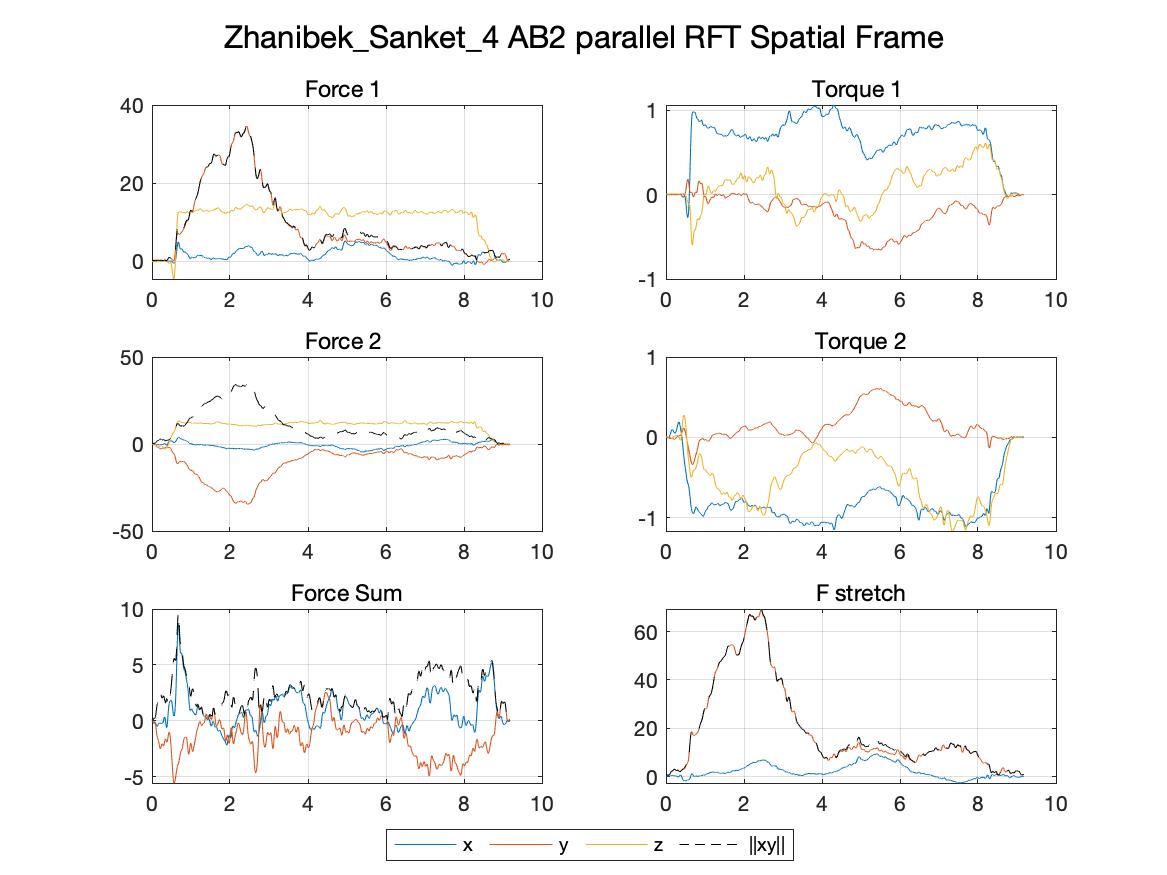 Zhanibek_Sanket_4 AB2 parallel RFT Spatial Frame
Force 1
40
20
0
0 2 4 6 8 10
Torque 1
1
0
-1
0 2 4 6 8 10
Force 2
50
0
-50
0 2 4 6 8 10
Torque 2
1
0
-1
0 2 4 6 8 10
Force Sum
10
5
0
-5
0 2 4 6 8 10
F stretch
60
40
20
0
0 2 4 6 8 10
x y z ||xy||